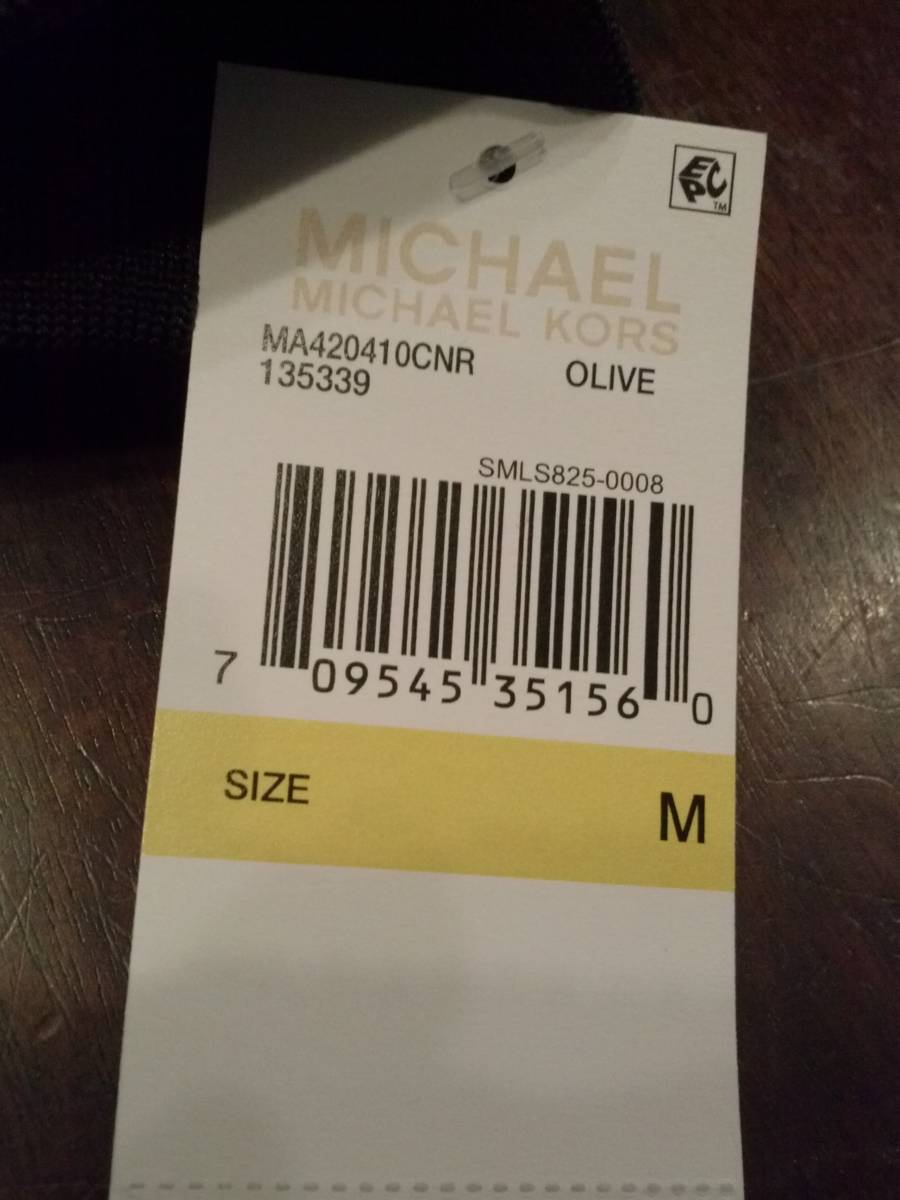 EPC
TM
MICHAEL
MICHAEL KORS
MA420410CNR OLIVE
135339
SMLS825-0008
7 09545 35156 0
SIZE M